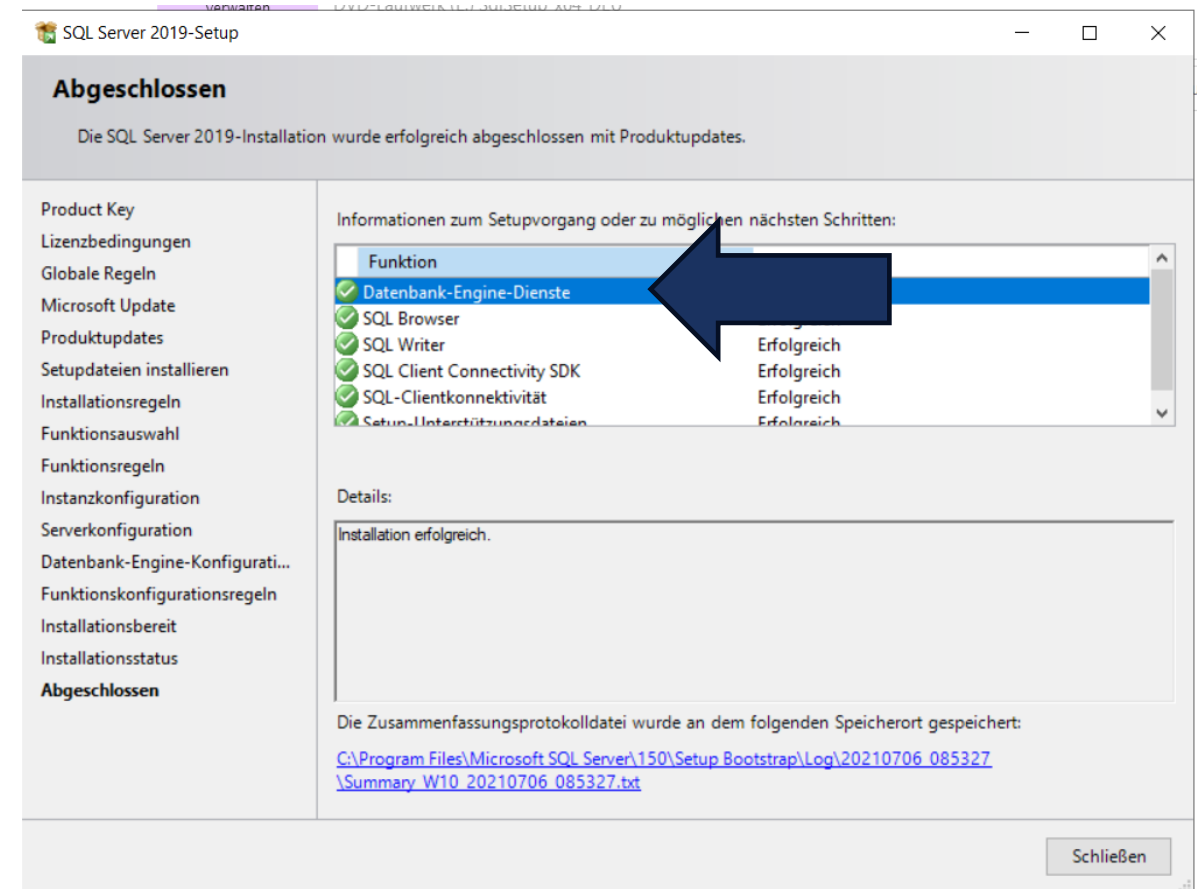 verwalten
SQL Server 2019-Setup
Abgeschlossen
Die SQL Server 2019-Installation wurde erfolgreich abgeschlossen mit Produktupdates.
Product Key
Lizenzbedingungen
Globale Regeln
Microsoft Update
Produktupdates
Setupdateien installieren
Installationsregeln
Funktionsauswahl
Funktionsregeln
Instanzkonfiguration
Serverkonfiguration
Datenbank-Engine-Konfigurati...
Funktionskonfigurationsregeln
Installationsbereit
Installationsstatus
Abgeschlossen
Informationen zum Setupvorgang oder zu möglichen nächsten Schritten:
Funktion
Datenbank-Engine-Dienste
SQL Browser
SQL Writer Erfolgreich
SQL Client Connectivity SDK Erfolgreich
SQL-Clientkonnektivität Erfolgreich
Setup-Unterstützungsdateien Erfolgreich
Details:
Installation erfolgreich.
Die Zusammenfassungsprotokolldatei wurde an dem folgenden Speicherort gespeichert:
C:\Program Files\Microsoft SQL Server\150\Setup Bootstrap\Log\20210706_085327
\Summary_W10_20210706_085327.txt
Schließen